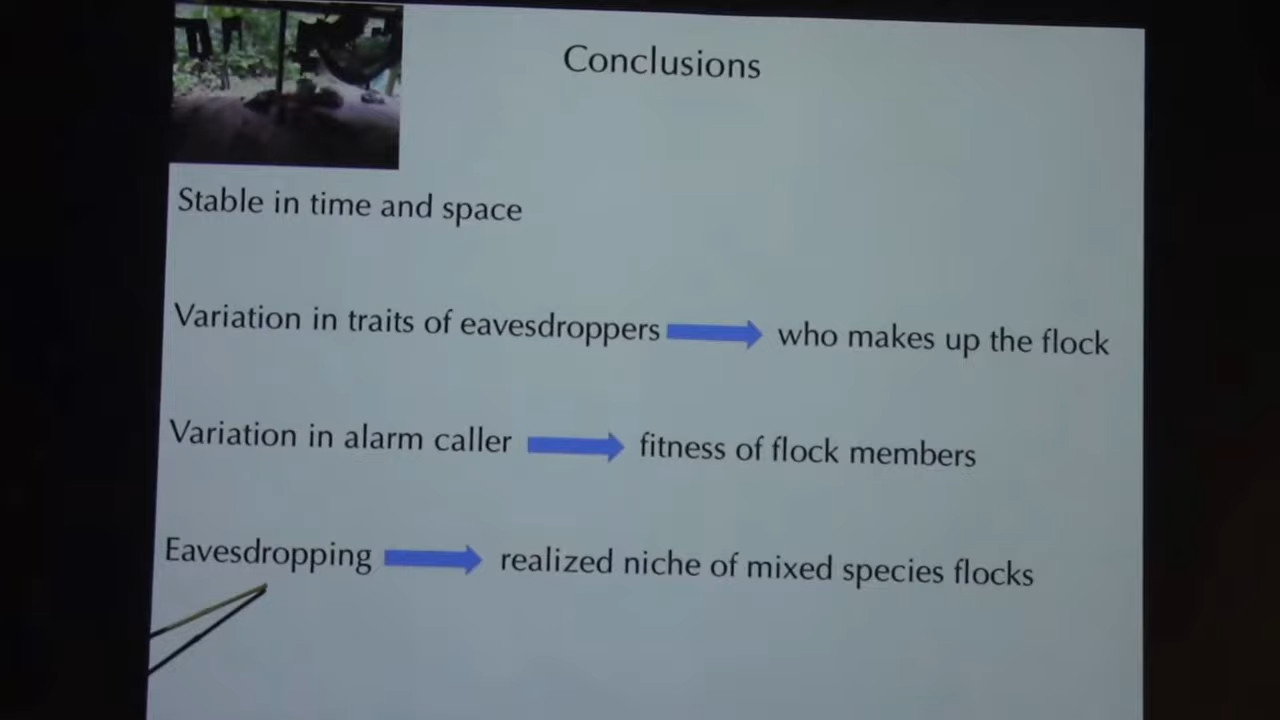 Conclusions
Stable in time and space
Variation in traits of eavesdroppers who makes up the flock
Variation in alarm caller fitness of flock members
Eavesdropping realized niche of mixed species flocks